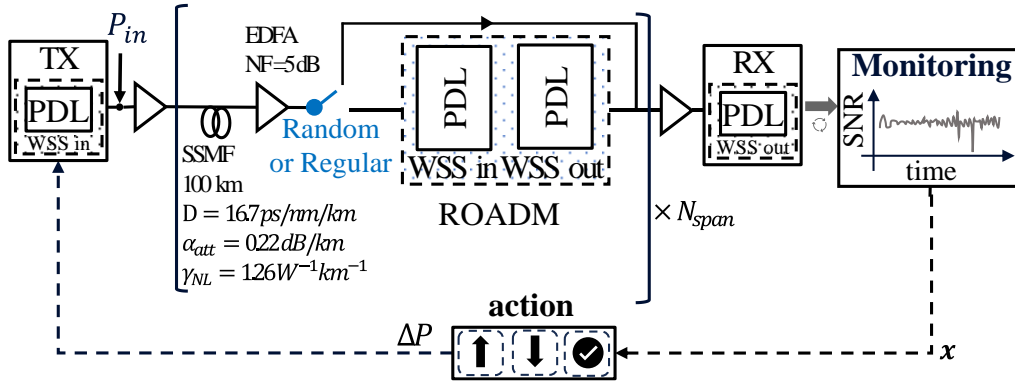 TX
PDL
WSS in
P_in
EDFA
NF=5dB
Random
or Regular
SSMF
100 km
D = 16.7ps/nm/km
α_att = 0.22dB/km
γ_NL = 1.26W⁻¹km⁻¹
PDL
PDL
WSS in WSS out
ROADM
× N_span
RX
PDL
WSS out
Monitoring
SNR
time
action
ΔP
x